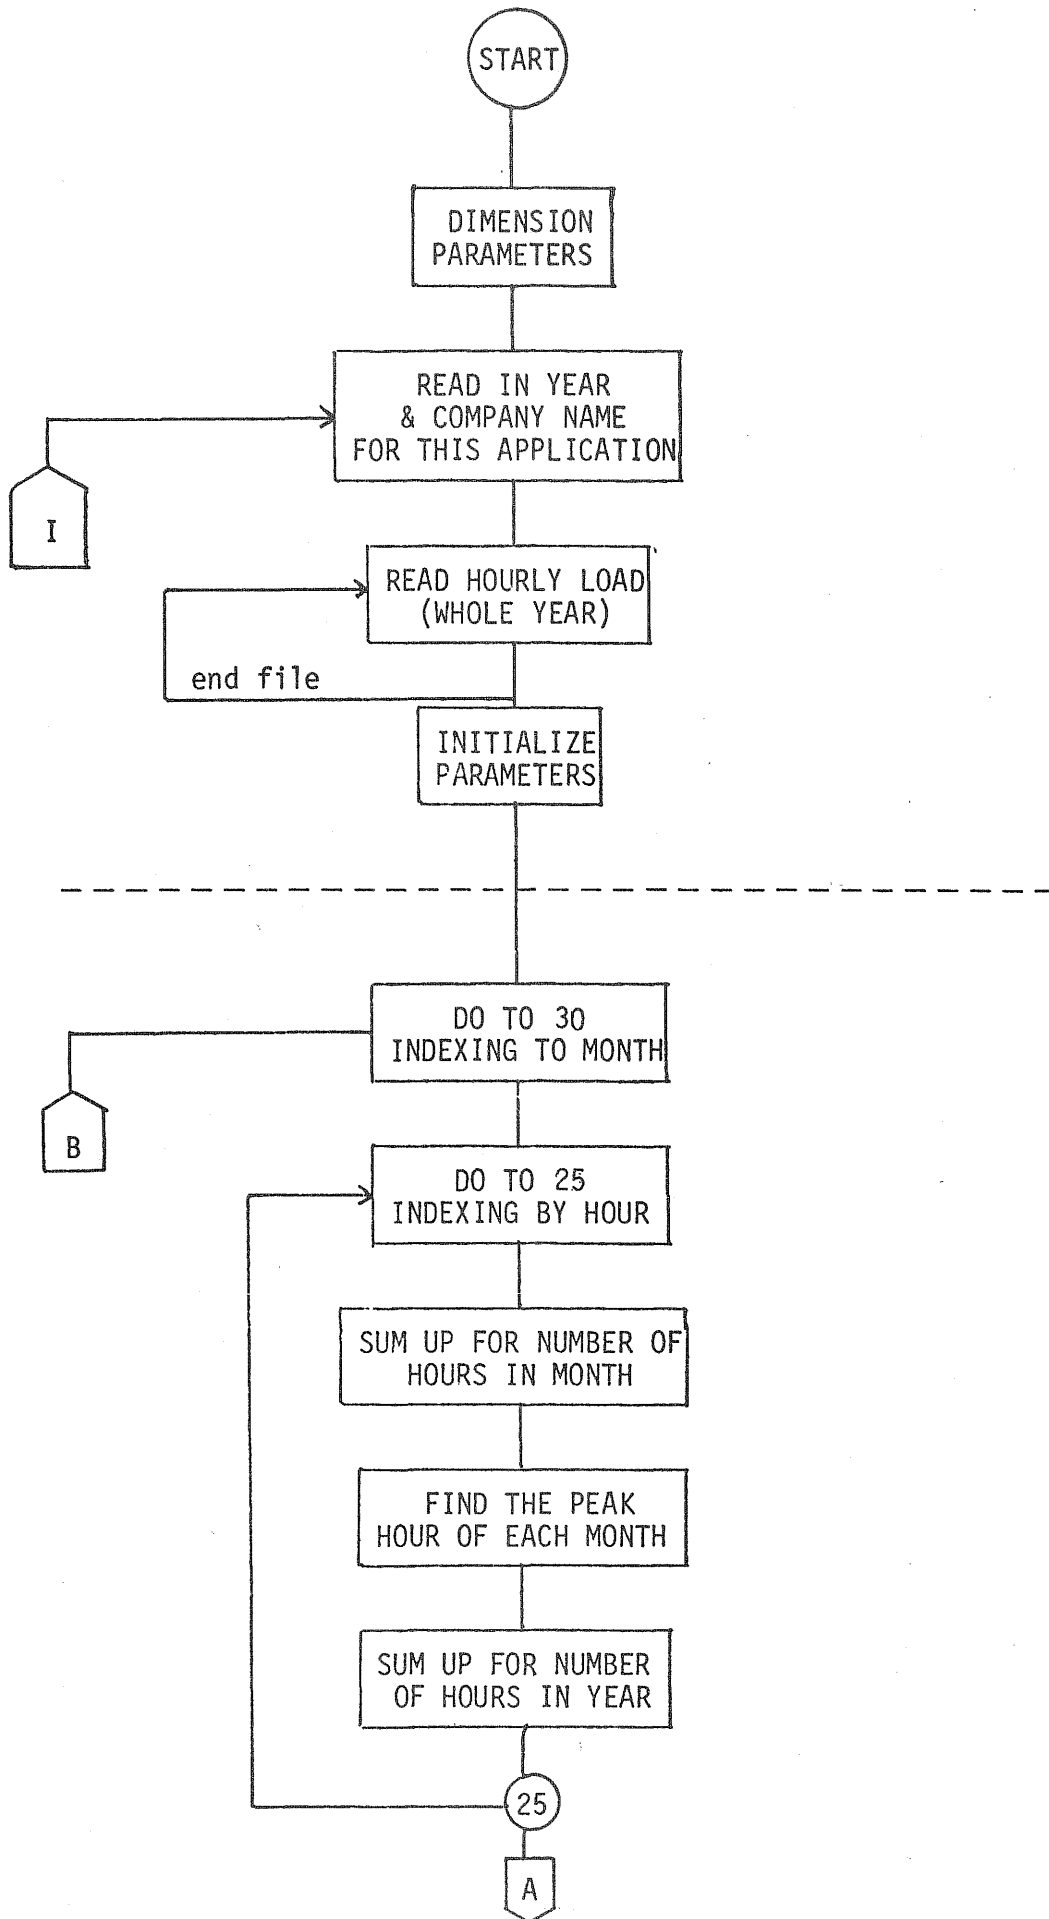 START
DIMENSION
PARAMETERS
READ IN YEAR
& COMPANY NAME
FOR THIS APPLICATION
I
READ HOURLY LOAD
(WHOLE YEAR)
end file
INITIALIZE
PARAMETERS
DO TO 30
INDEXING TO MONTH
B
DO TO 25
INDEXING BY HOUR
SUM UP FOR NUMBER OF
HOURS IN MONTH
FIND THE PEAK
HOUR OF EACH MONTH
SUM UP FOR NUMBER
OF HOURS IN YEAR
25
A